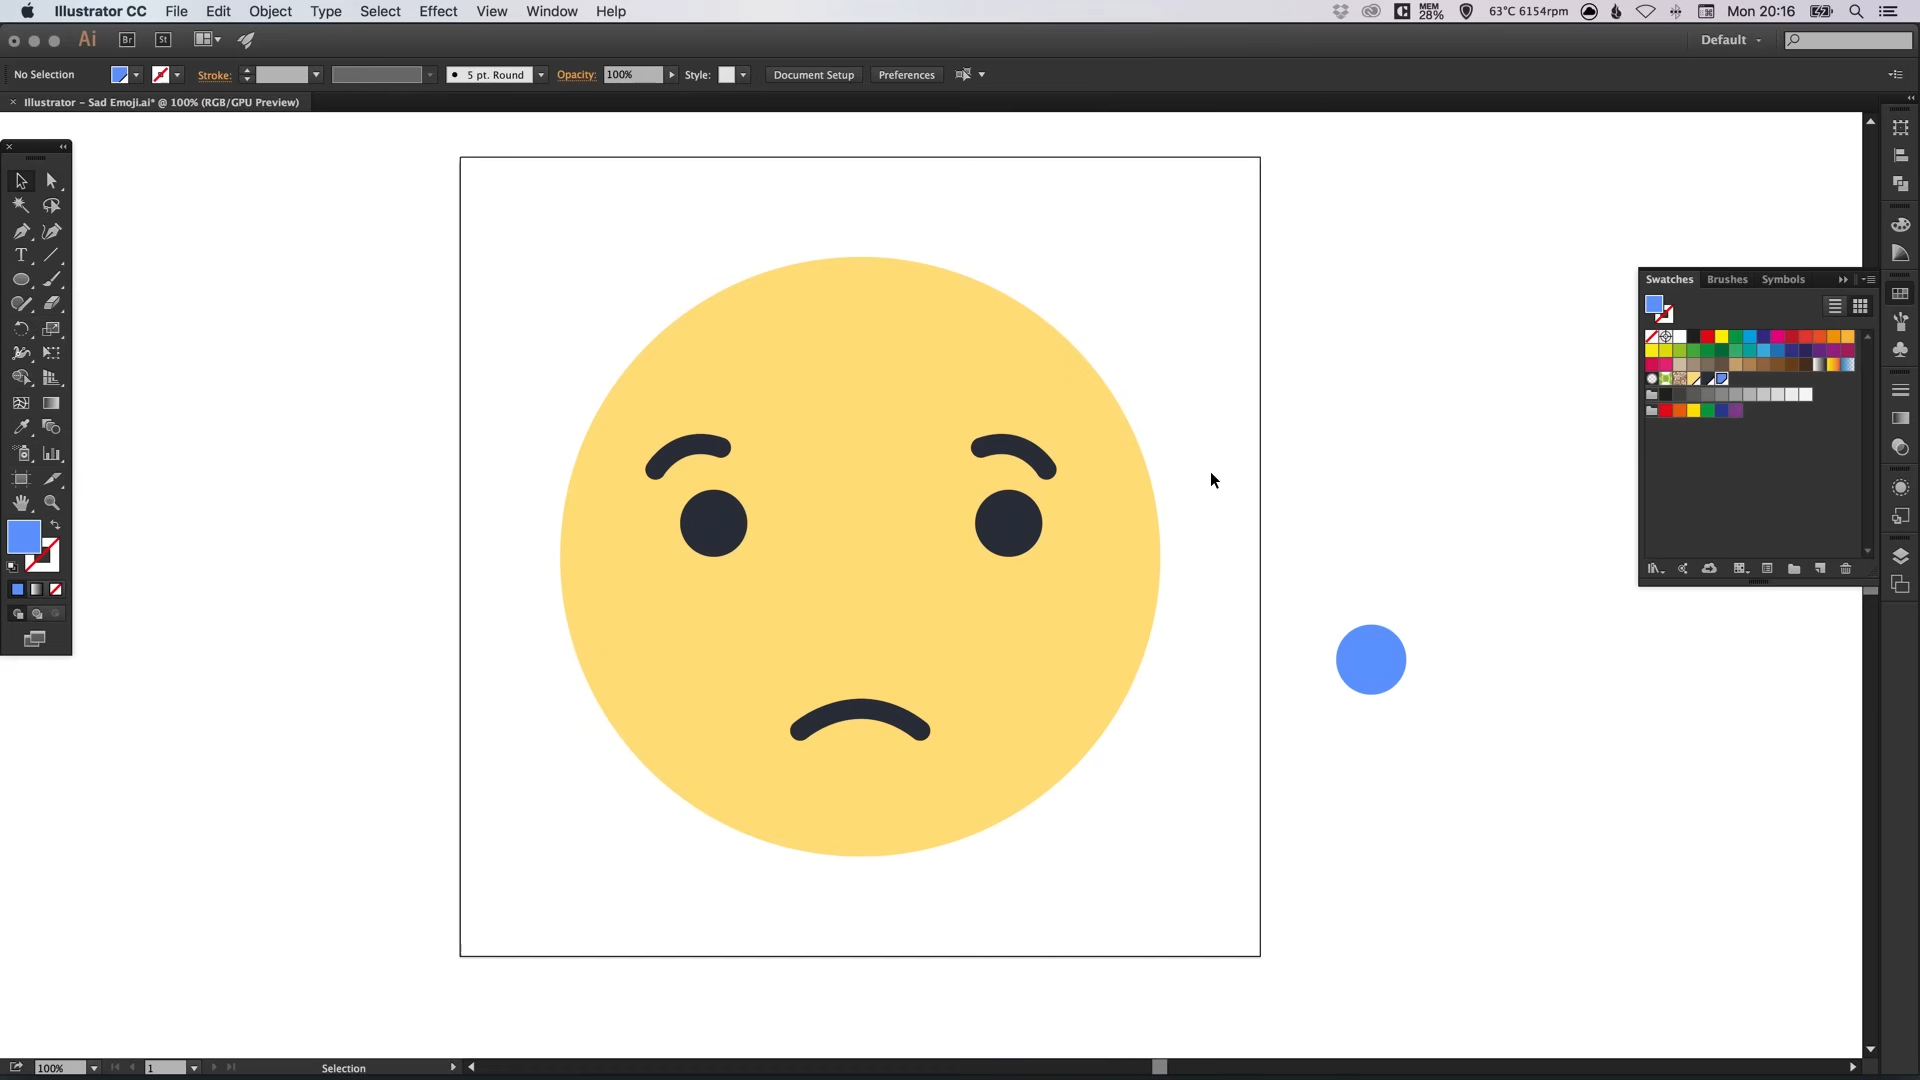 Illustrator CC File Edit Object Type Select Effect View Window Help MEM 28% 63°C 6154rpm Mon 20:16
Ai Br St Default
No Selection Stroke: 5 pt. Round Opacity: 100% Style: Document Setup Preferences
× Illustrator – Sad Emoji.ai* @ 100% (RGB/GPU Preview)
Swatches Brushes Symbols
T
100% 1 Selection